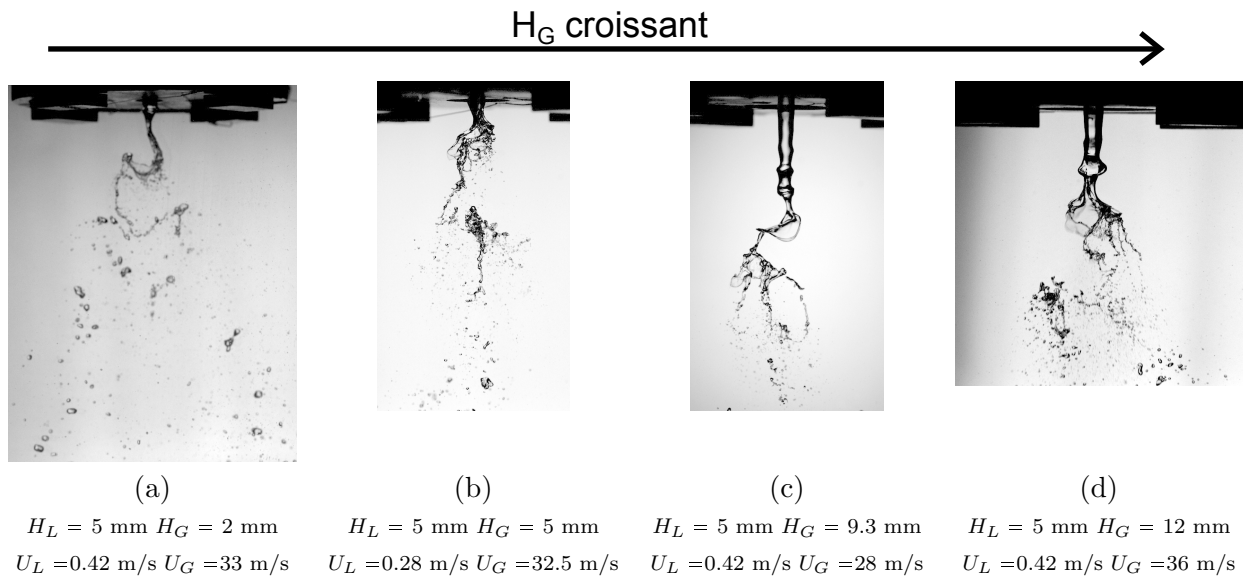 H_G croissant
(a) (b) (c) (d)
H_L = 5 mm H_G = 2 mm H_L = 5 mm H_G = 5 mm H_L = 5 mm H_G = 9.3 mm H_L = 5 mm H_G = 12 mm
U_L =0.42 m/s U_G =33 m/s U_L =0.28 m/s U_G =32.5 m/s U_L =0.42 m/s U_G =28 m/s U_L =0.42 m/s U_G =36 m/s